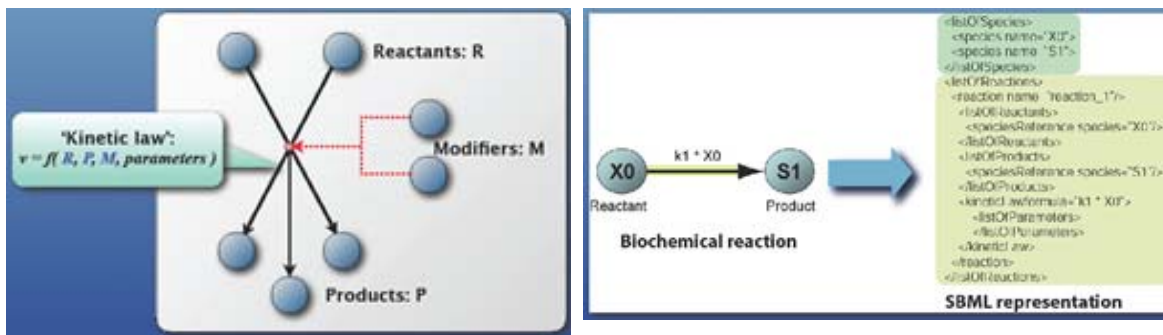 Reactants: R
"Kinetic law":
v = f( R, P, M, parameters )
Modifiers: M
Products: P
k1 * X0
X0
S1
Reactant
Product
Biochemical reaction
<listOfSpecies>
<species name="X0">
<species name "S1">
</listOfSpecies>
<listOfReactions>
<reaction name "reaction_1"/>
<listOfReactants>
<speciesReference species="X0"/>
</listOfReactants>
<listOfProducts>
<speciesReference species="S1"/>
</listOfProducts>
<kineticLawformula="k1 * X0">
<listOfParameters>
</listOfParameters>
</kineticLaw>
</reaction>
</listOfReactions>
SBML representation